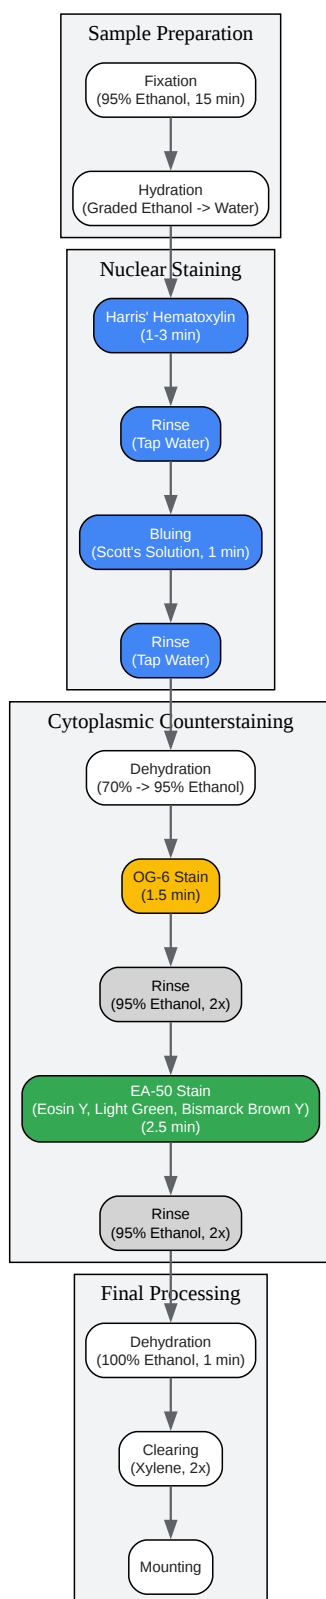 Sample Preparation
Fixation
(95% Ethanol, 15 min)
Hydration
(Graded Ethanol -> Water)
Nuclear Staining
Harris' Hematoxylin
(1-3 min)
Rinse
(Tap Water)
Bluing
(Scott's Solution, 1 min)
Rinse
(Tap Water)
Cytoplasmic Counterstaining
Dehydration
(70% -> 95% Ethanol)
OG-6 Stain
(1.5 min)
Rinse
(95% Ethanol, 2x)
EA-50 Stain
(Eosin Y, Light Green, Bismarck Brown Y)
(2.5 min)
Rinse
(95% Ethanol, 2x)
Final Processing
Dehydration
(100% Ethanol, 1 min)
Clearing
(Xylene, 2x)
Mounting